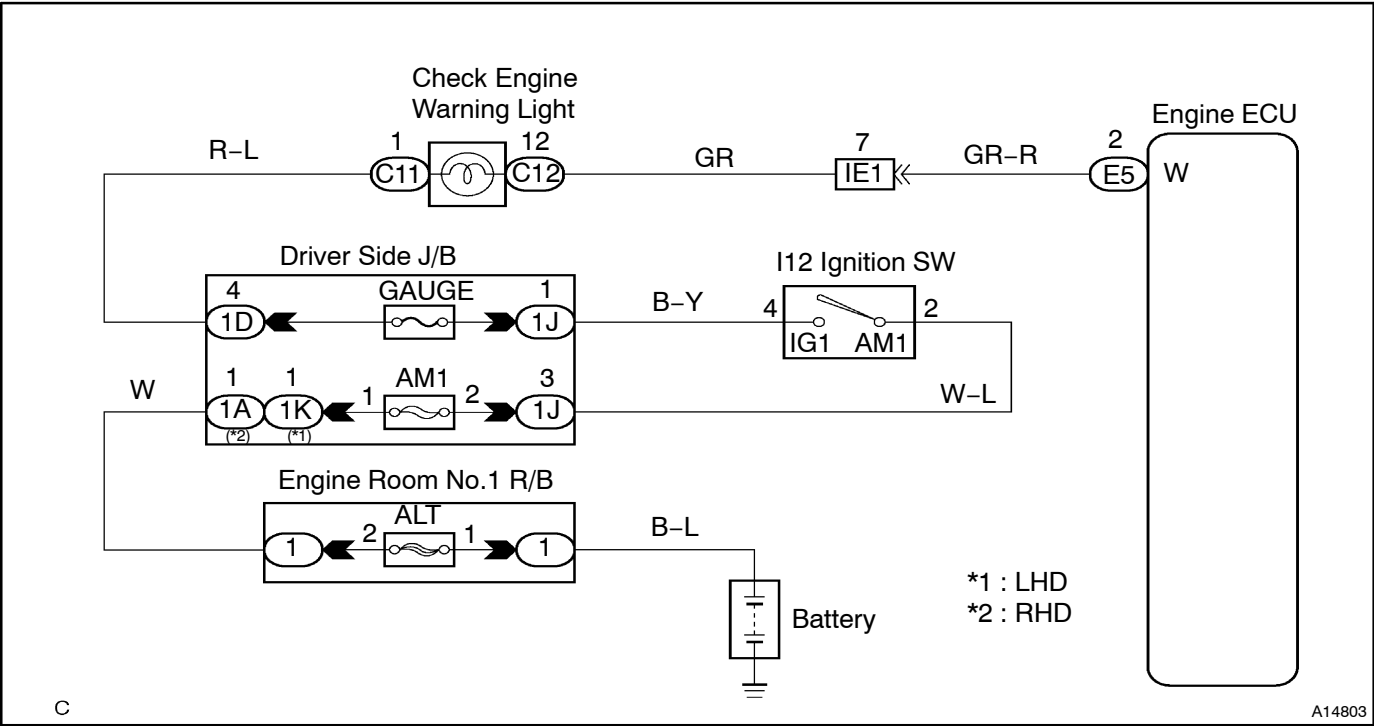 Check Engine
Warning Light
Engine ECU
1
12
7
2
R–L
GR
GR–R
C11
C12
IE1
E5
W
Driver Side J/B
I12 Ignition SW
4
GAUGE
1
B–Y
4
2
1D
1J
IG1
AM1
1
1
AM1
3
W
1
2
W–L
1A
1K
1J
(*2)
(*1)
Engine Room No.1 R/B
ALT
2
1
B–L
1
1
*1 : LHD
*2 : RHD
Battery
C
A14803